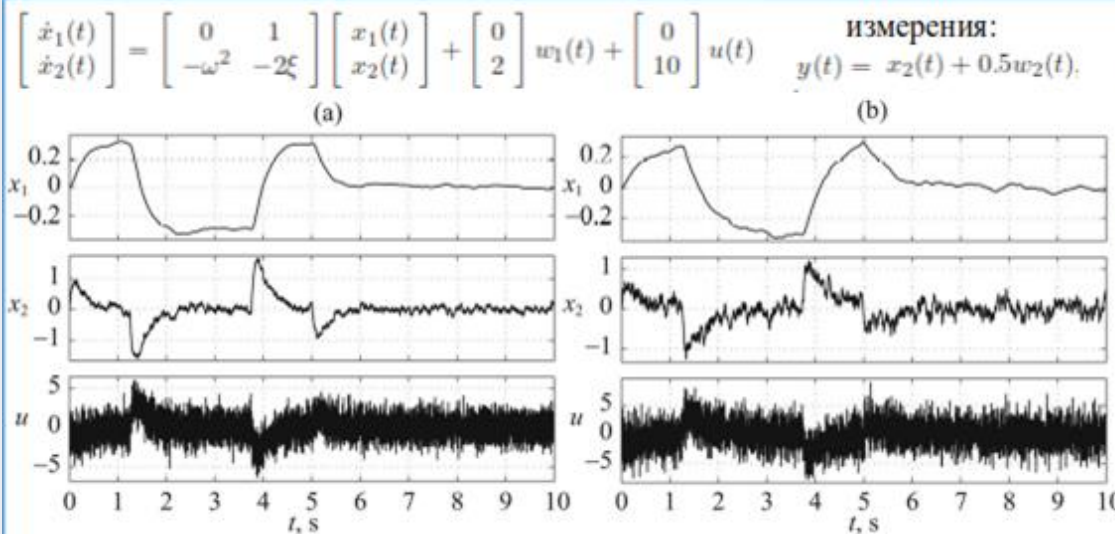 [ẋ₁(t) ẋ₂(t)] = [0 1 −ω² −2ξ] [x₁(t) x₂(t)] + [0 2] w₁(t) + [0 10] u(t)
измерения:
y(t) = x₂(t) + 0.5w₂(t).
(a)
(b)
0.2
x₁ 0
−0.2
0.2
x₁ 0
−0.2
1
x₂ 0
−1
1
x₂ 0
−1
5
u 0
−5
5
u 0
−5
0 1 2 3 4 5 6 7 8 9 10
t, s
0 1 2 3 4 5 6 7 8 9 10
t, s